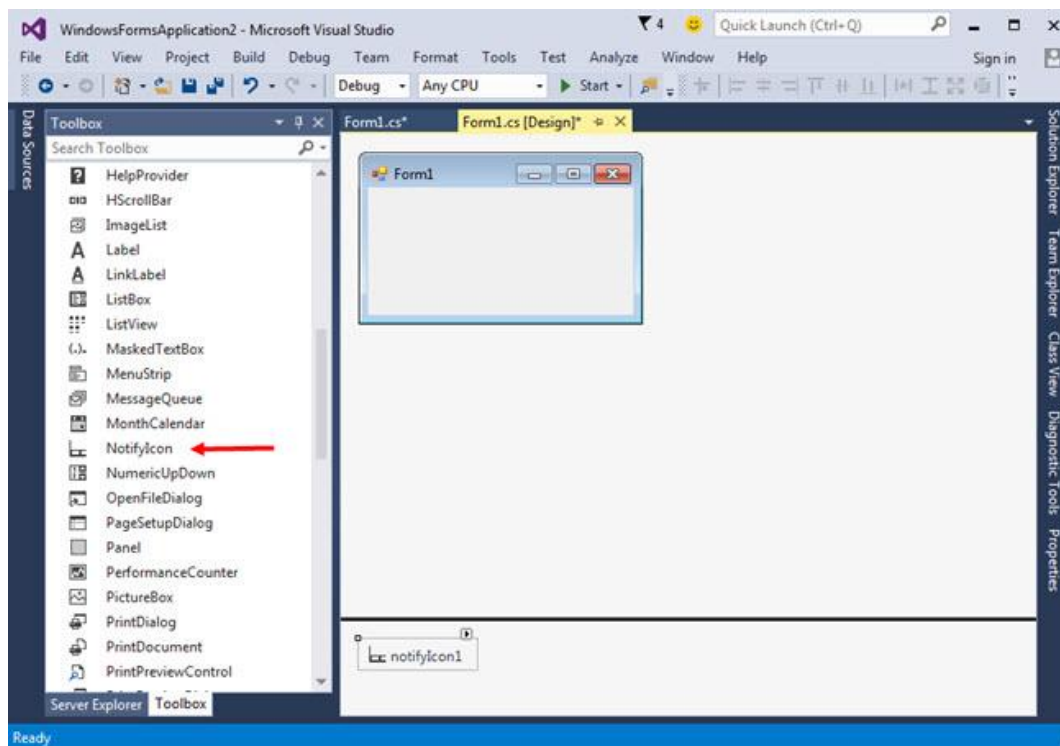 WindowsFormsApplication2 - Microsoft Visual Studio
4
Quick Launch (Ctrl+Q)
File Edit View Project Build Debug Team Format Tools Test Analyze Window Help Sign in
Debug Any CPU Start
Data Sources
Toolbox
Search Toolbox
HelpProvider
HScrollBar
ImageList
Label
LinkLabel
ListBox
ListView
MaskedTextBox
MenuStrip
MessageQueue
MonthCalendar
NotifyIcon
NumericUpDown
OpenFileDialog
PageSetupDialog
Panel
PerformanceCounter
PictureBox
PrintDialog
PrintDocument
PrintPreviewControl
Server Explorer Toolbox
Form1.cs* Form1.cs [Design]*
Form1
notifyIcon1
Solution Explorer
Team Explorer
Class View
Diagnostic Tools
Properties
Ready